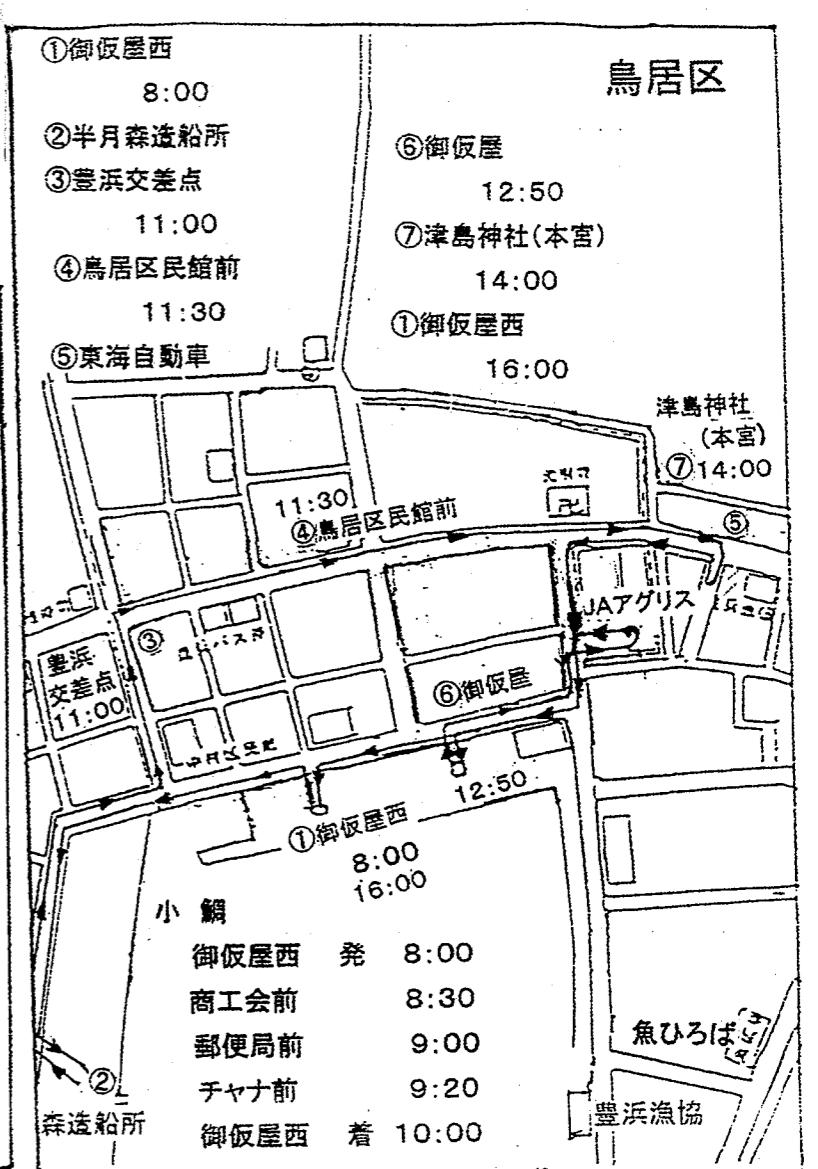 ①御仮屋西
8:00
②半月森造船所
③豊浜交差点
11:00
④鳥居区民館前
11:30
⑤東海自動車
鳥居区
⑥御仮屋
12:50
⑦津島神社(本宮)
14:00
①御仮屋西
16:00
津島神社
(本宮)
⑦14:00
⑤
11:30
④鳥居区民館前
卍
JAアグリス
③
豊浜
交差点
11:00
⑥御仮屋
12:50
①御仮屋西
8:00
16:00
小鯛
御仮屋西 発 8:00
商工会前 8:30
郵便局前 9:00
チャナ前 9:20
御仮屋西 着 10:00
②
森造船所
魚ひろば
豊浜漁協